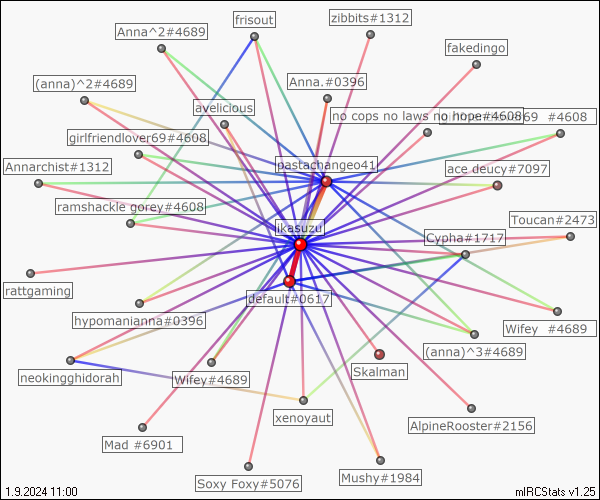 frisout
zibbits#1312
Anna^2#4689
fakedingo
(anna)^2#4689
Anna.#0396
avelicious
no cops no laws no hope#4608
69 #4608
girlfriendlover69#4608
pastachangeo41
Annarchist#1312
ace deucy#7097
ramshackle gorey#4608
Toucan#2473
ikasuzu
Cypha#1717
rattgaming
default#0617
hypomanianna#0396
Wifey #4689
(anna)^3#4689
neokingghidorah
Wifey#4689
Skalman
xenoyaut
AlpineRooster#2156
Mad #6901
Soxy Foxy#5076
Mushy#1984
1.9.2024 11:00
mIRCStats v1.25